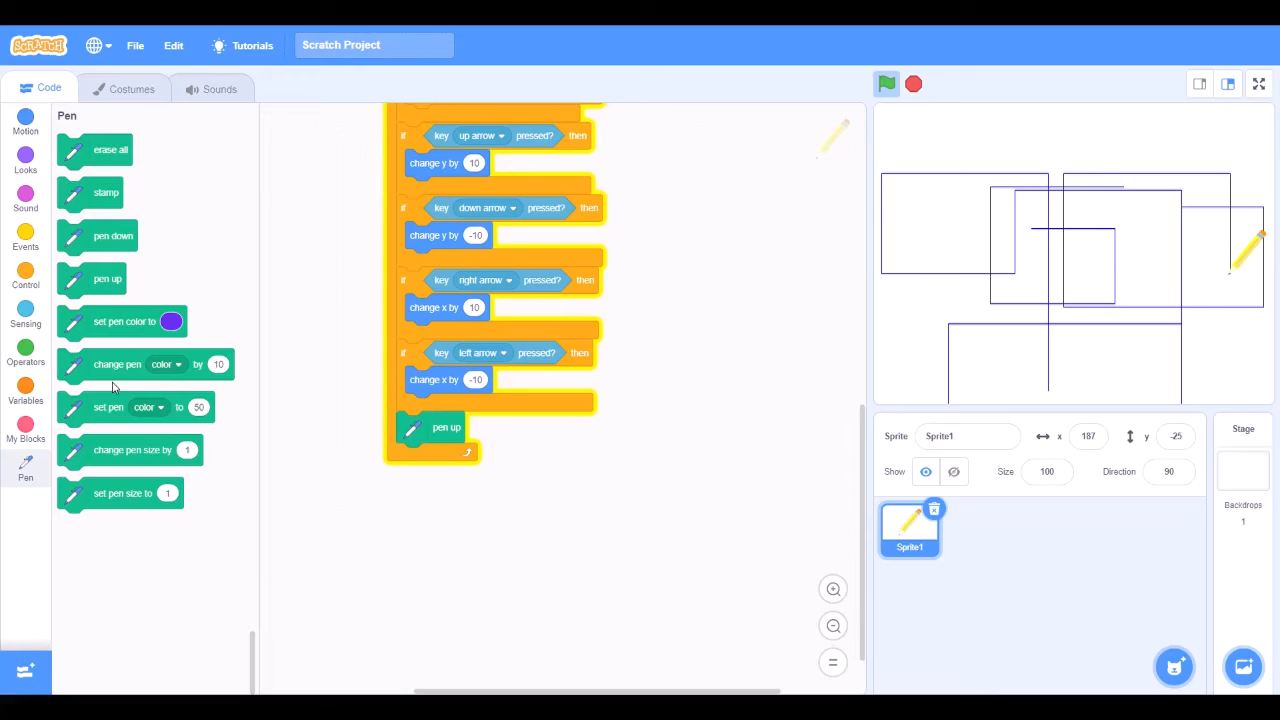 SCRATCH File Edit Tutorials Scratch Project
Code Costumes Sounds
Motion
Looks
Sound
Events
Control
Sensing
Operators
Variables
My Blocks
Pen
Pen
erase all
stamp
pen down
pen up
set pen color to
change pen color by 10
set pen color to 50
change pen size by 1
set pen size to 1
if key up arrow pressed? then
change y by 10
if key down arrow pressed? then
change y by -10
if key right arrow pressed? then
change x by 10
if key left arrow pressed? then
change x by -10
pen up
Sprite Sprite1 x 187 y -25
Show Size 100 Direction 90
Sprite1
Stage
Backdrops
1